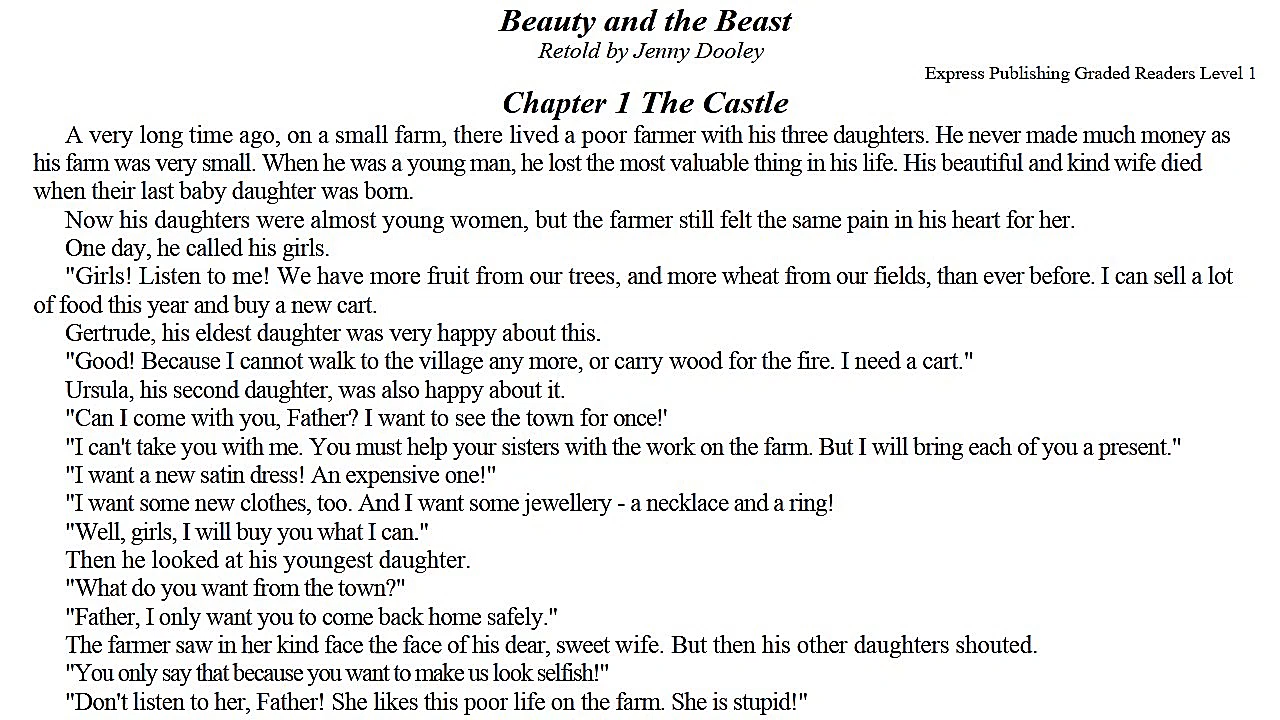 Beauty and the Beast
Retold by Jenny Dooley
Express Publishing Graded Readers Level 1
Chapter 1 The Castle
A very long time ago, on a small farm, there lived a poor farmer with his three daughters. He never made much money as
his farm was very small. When he was a young man, he lost the most valuable thing in his life. His beautiful and kind wife died
when their last baby daughter was born.
Now his daughters were almost young women, but the farmer still felt the same pain in his heart for her.
One day, he called his girls.
"Girls! Listen to me! We have more fruit from our trees, and more wheat from our fields, than ever before. I can sell a lot
of food this year and buy a new cart.
Gertrude, his eldest daughter was very happy about this.
"Good! Because I cannot walk to the village any more, or carry wood for the fire. I need a cart."
Ursula, his second daughter, was also happy about it.
"Can I come with you, Father? I want to see the town for once!'
"I can't take you with me. You must help your sisters with the work on the farm. But I will bring each of you a present."
"I want a new satin dress! An expensive one!"
"I want some new clothes, too. And I want some jewellery - a necklace and a ring!
"Well, girls, I will buy you what I can."
Then he looked at his youngest daughter.
"What do you want from the town?"
"Father, I only want you to come back home safely."
The farmer saw in her kind face the face of his dear, sweet wife. But then his other daughters shouted.
"You only say that because you want to make us look selfish!"
"Don't listen to her, Father! She likes this poor life on the farm. She is stupid!"